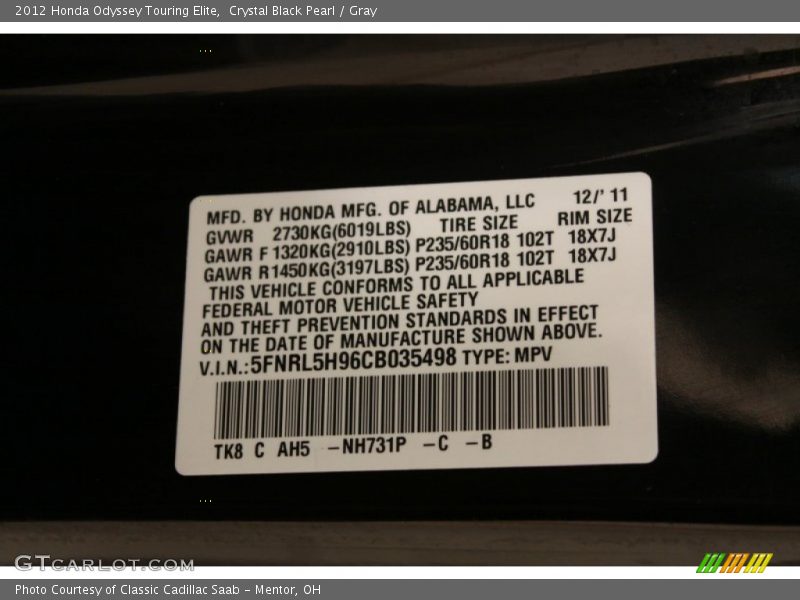 2012 Honda Odyssey Touring Elite,  Crystal Black Pearl / Gray
MFD. BY HONDA MFG. OF ALABAMA, LLC 12/' 11
GVWR 2730KG(6019LBS) TIRE SIZE RIM SIZE
GAWR F 1320KG(2910LBS) P235/60R18 102T 18X7J
GAWR R1450KG(3197LBS) P235/60R18 102T 18X7J
THIS VEHICLE CONFORMS TO ALL APPLICABLE
FEDERAL MOTOR VEHICLE SAFETY
AND THEFT PREVENTION STANDARDS IN EFFECT
ON THE DATE OF MANUFACTURE SHOWN ABOVE.
V.I.N.:5FNRL5H96CB035498 TYPE: MPV
TK8 C AH5 -NH731P -C -B
GTCARLOT.COM
Photo Courtesy of Classic Cadillac Saab - Mentor, OH